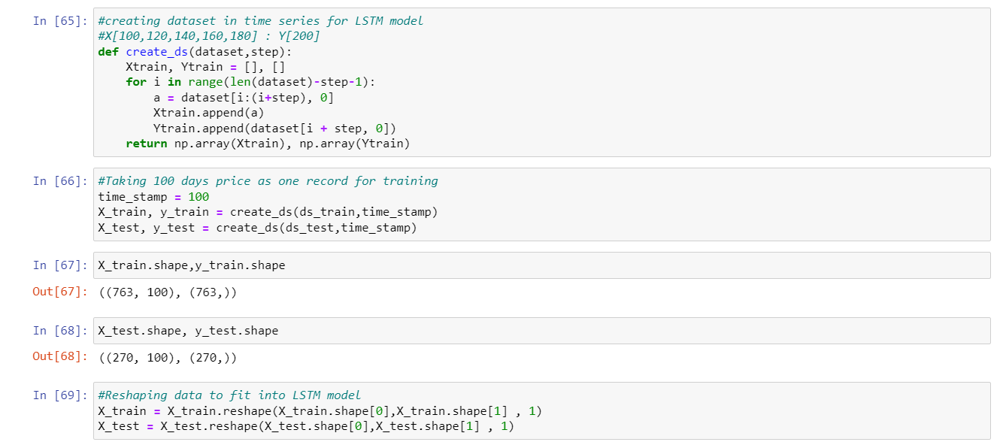 In [65]: #creating dataset in time series for LSTM model
#X[100,120,140,160,180] : Y[200]
def create_ds(dataset,step):
    Xtrain, Ytrain = [], []
    for i in range(len(dataset)-step-1):
        a = dataset[i:(i+step), 0]
        Xtrain.append(a)
        Ytrain.append(dataset[i + step, 0])
    return np.array(Xtrain), np.array(Ytrain)
In [66]: #Taking 100 days price as one record for training
time_stamp = 100
X_train, y_train = create_ds(ds_train,time_stamp)
X_test, y_test = create_ds(ds_test,time_stamp)
In [67]: X_train.shape,y_train.shape
Out[67]: ((763, 100), (763,))
In [68]: X_test.shape, y_test.shape
Out[68]: ((270, 100), (270,))
In [69]: #Reshaping data to fit into LSTM model
X_train = X_train.reshape(X_train.shape[0],X_train.shape[1] , 1)
X_test = X_test.reshape(X_test.shape[0],X_test.shape[1] , 1)